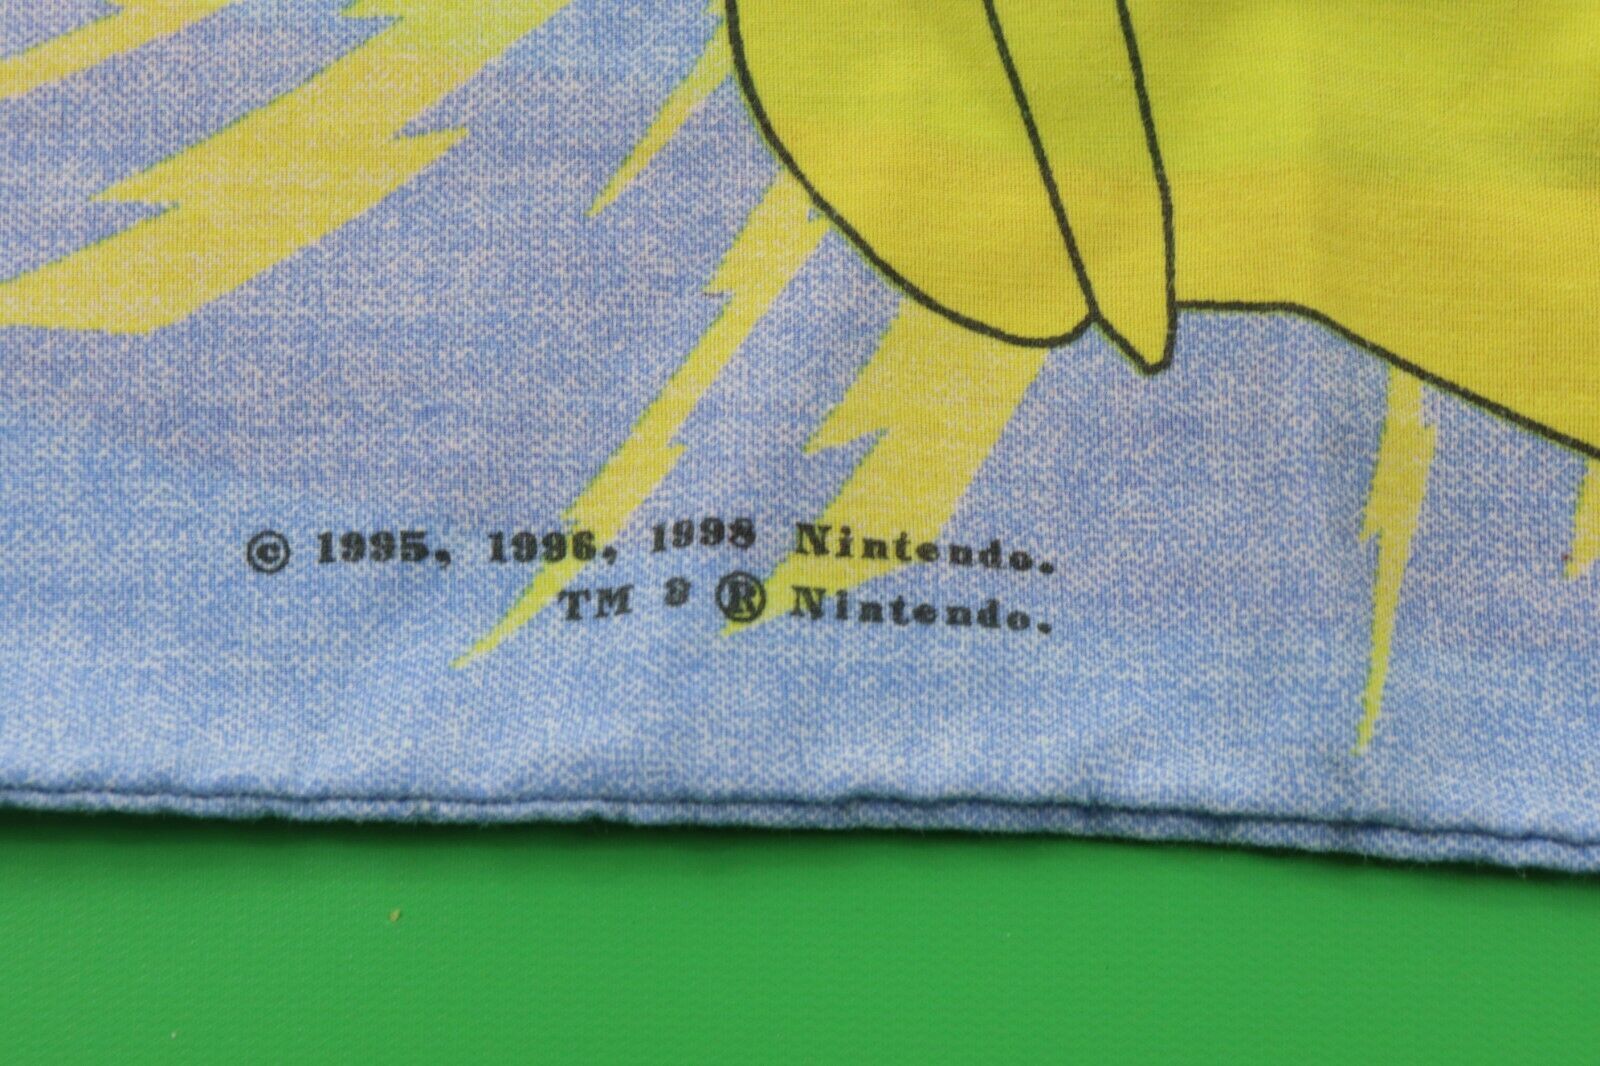 © 1995, 1996, 1998 Nintendo.
TM & ® Nintendo.